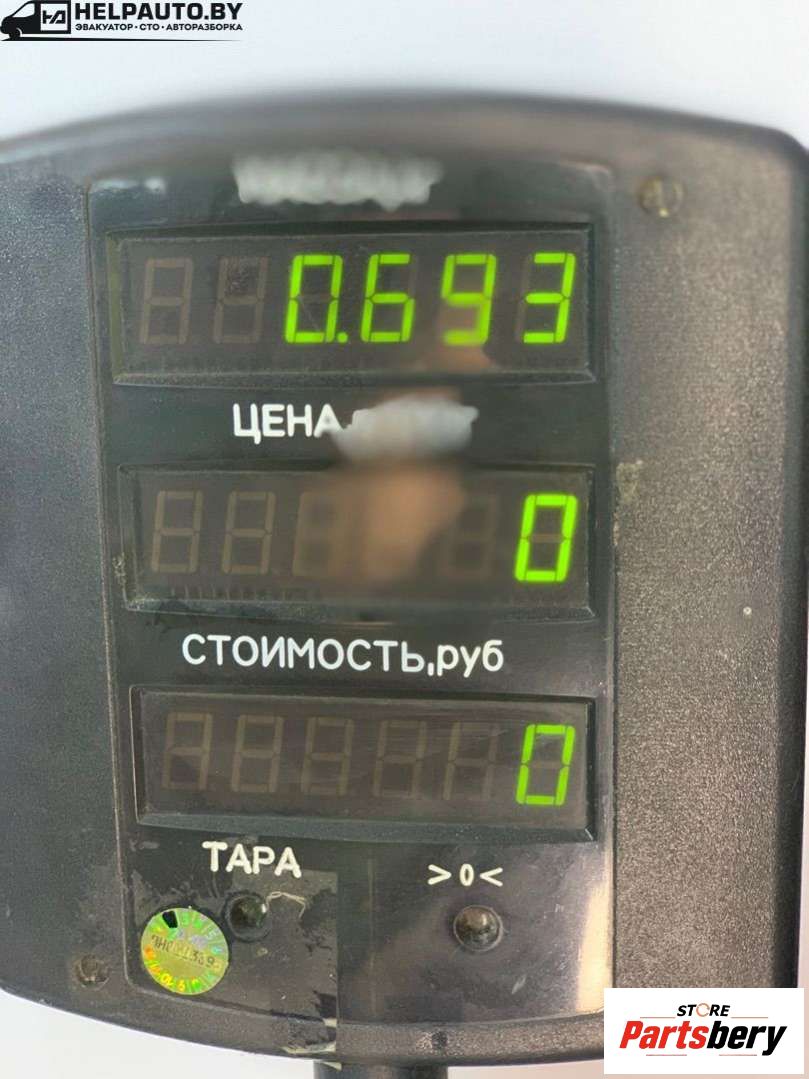 HELPAUTO.BY
ЭВАКУАТОР · СТО · АВТОРАЗБОРКА
0.693
ЦЕНА
0
СТОИМОСТЬ,руб
0
ТАРА >0<
STORE
Partsbery